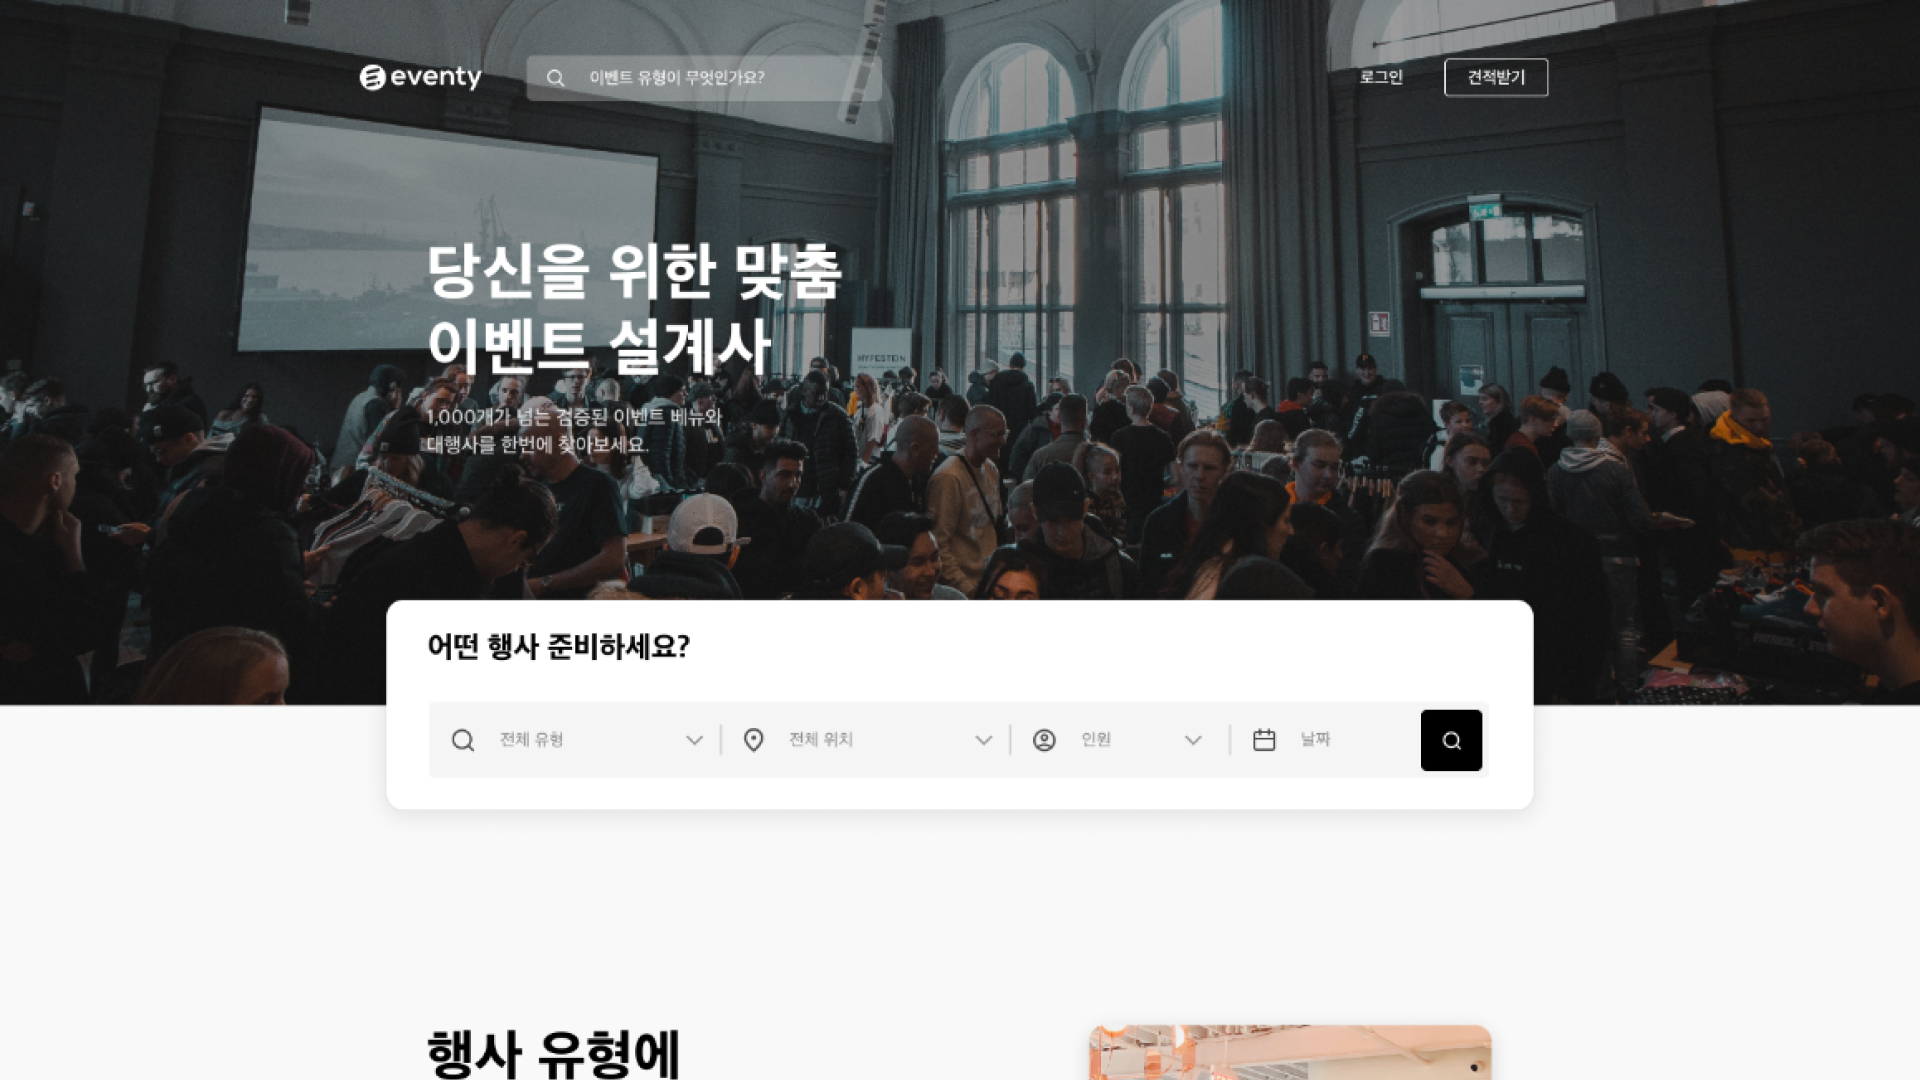 eventy
이벤트 유형이 무엇인가요?
로그인
견적받기
당신을 위한 맞춤
이벤트 설계사
HYPESTEIN
1,000개가 넘는 검증된 이벤트 베뉴와
대행사를 한번에 찾아보세요.
어떤 행사 준비하세요?
전체 유형
전체 위치
인원
날짜
행사 유형에